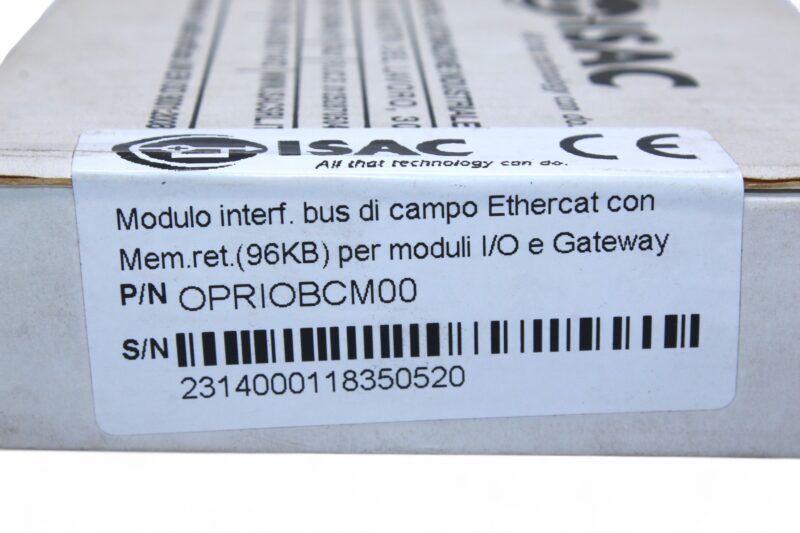 ISAC
ISAC
All that technology can do.
CE
Modulo interf. bus di campo Ethercat con
Mem.ret.(96KB) per moduli I/O e Gateway
P/N OPRIOBCM00
S/N
2314000118350520